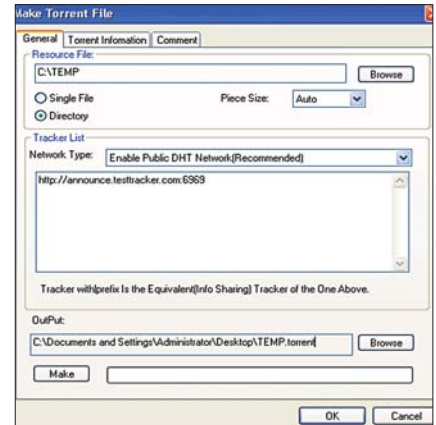 Make Torrent File
General Torrent Infomation Comment
Resource File:
C:\TEMP
Browse
Single File
Piece Size: Auto
Directory
Tracker List
Network Type: Enable Public DHT Network(Recommended)
http://announce.testtracker.com:6969
Tracker with|prefix Is the Equivalent(Info Sharing) Tracker of the One Above.
OutPut:
C:\Documents and Settings\Administrator\Desktop\TEMP.torrent
Browse
Make
OK Cancel